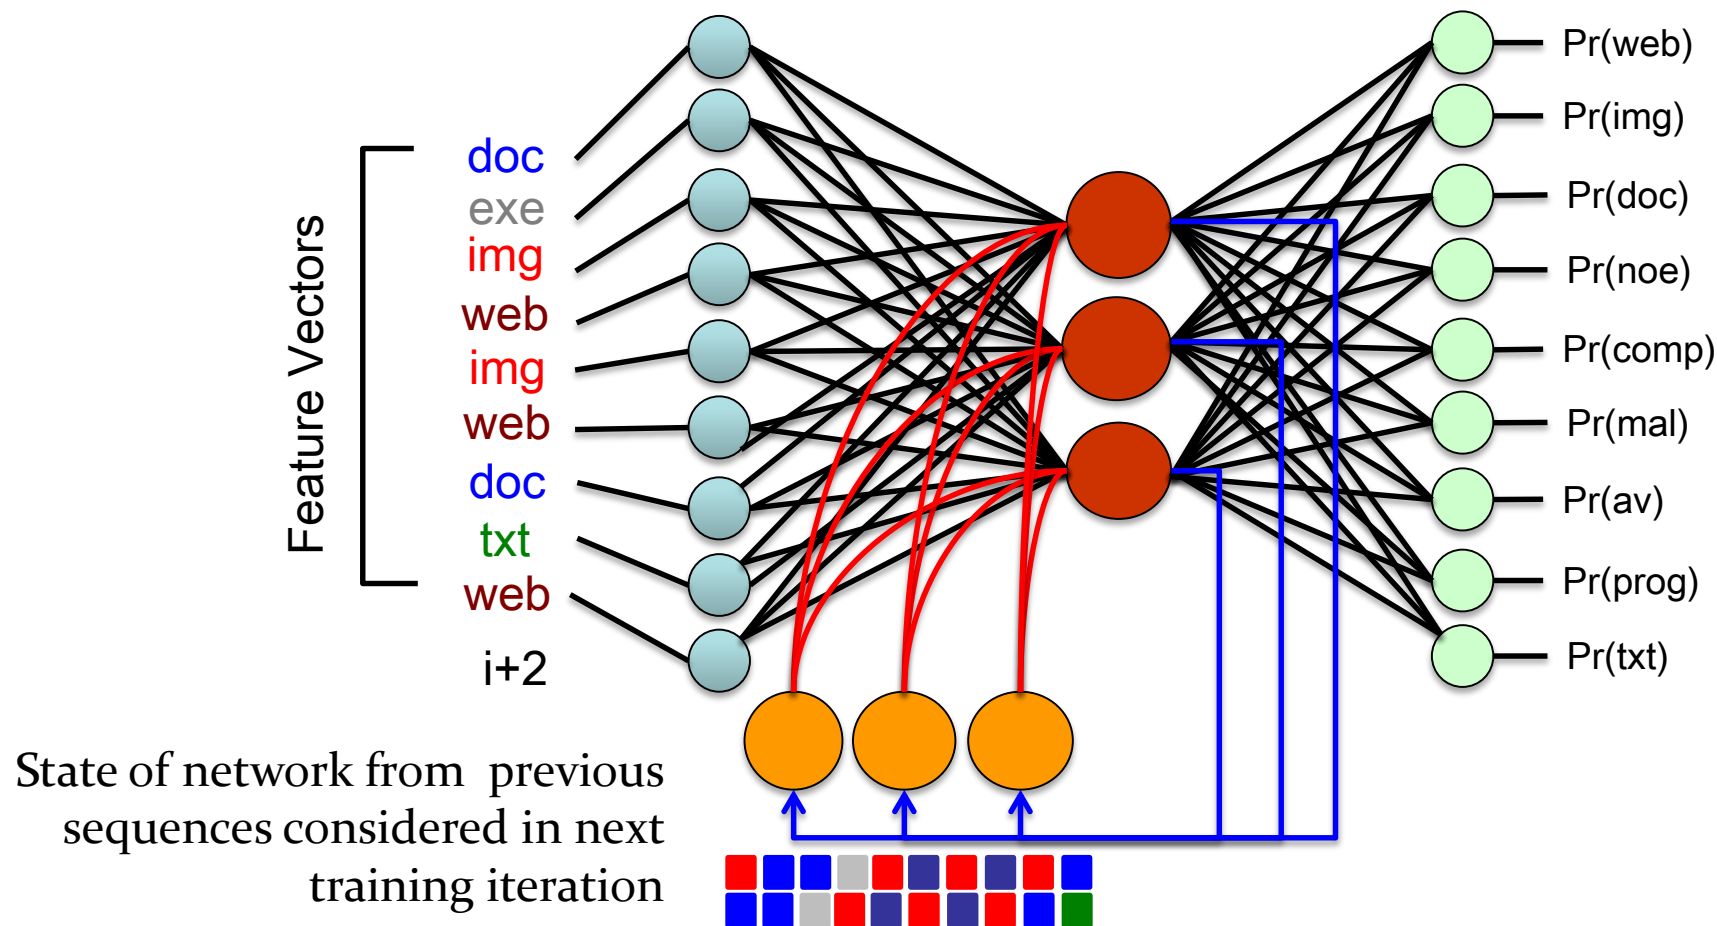 Feature Vectors
doc
exe
img
web
img
web
doc
txt
web
i+2
Pr(web)
Pr(img)
Pr(doc)
Pr(noe)
Pr(comp)
Pr(mal)
Pr(av)
Pr(prog)
Pr(txt)
State of network from previous
sequences considered in next
training iteration